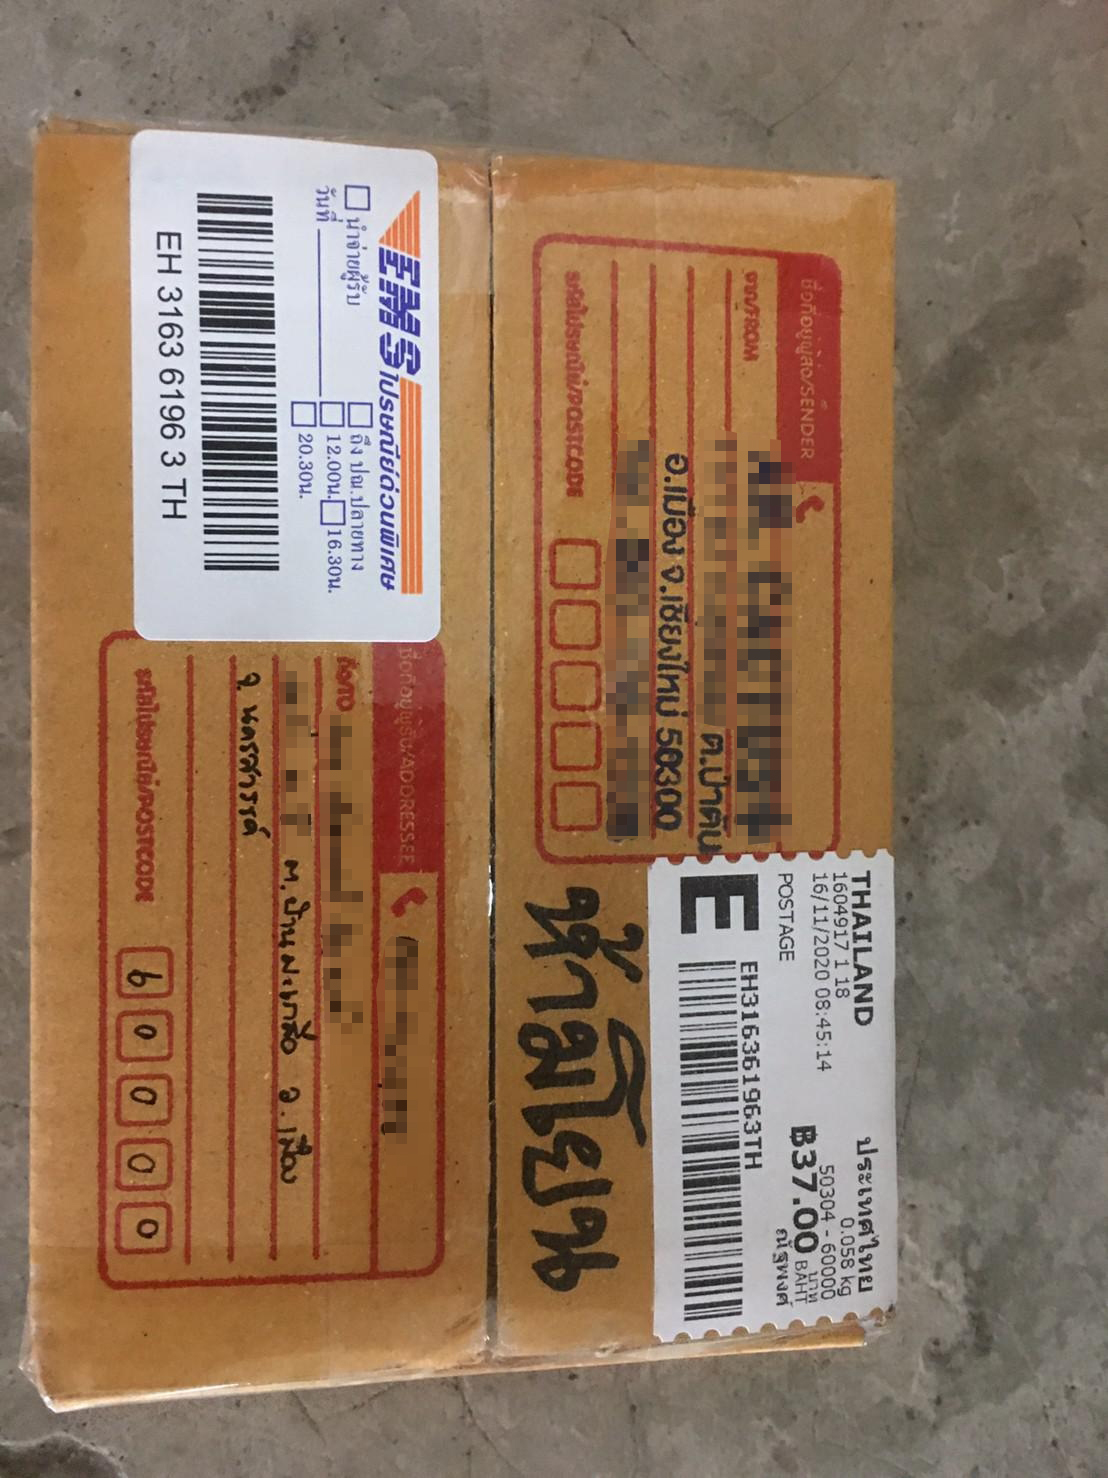 ชื่อที่อยู่ผู้ส่ง/SENDER
จาก/FROM
ต.ป่าตัน
อ.เมือง จ.เชียงใหม่ 50300
รหัสไปรษณีย์/POSTCODE
THAILAND
ประเทศไทย
1604917 1 18
0.058 kg
16/11/2020 08:45:14
50304 - 60000
฿37.00 บาท BAHT
POSTAGE
ณัฐพงศ์
E
EH316361963TH
ห้ามโยน
EMS ไปรษณีย์ด่วนพิเศษ
นำจ่ายผู้รับ
ถึง ปณ.ปลายทาง
วันที่
12.00น.
16.30น.
20.30น.
EH 3163 6196 3 TH
ชื่อที่อยู่ผู้รับ/ADDRESSEE
ถึง/TO
ต.บ้านมะเกลือ อ.เมือง
จ.นครสวรรค์
รหัสไปรษณีย์/POSTCODE
6 0 0 0 0